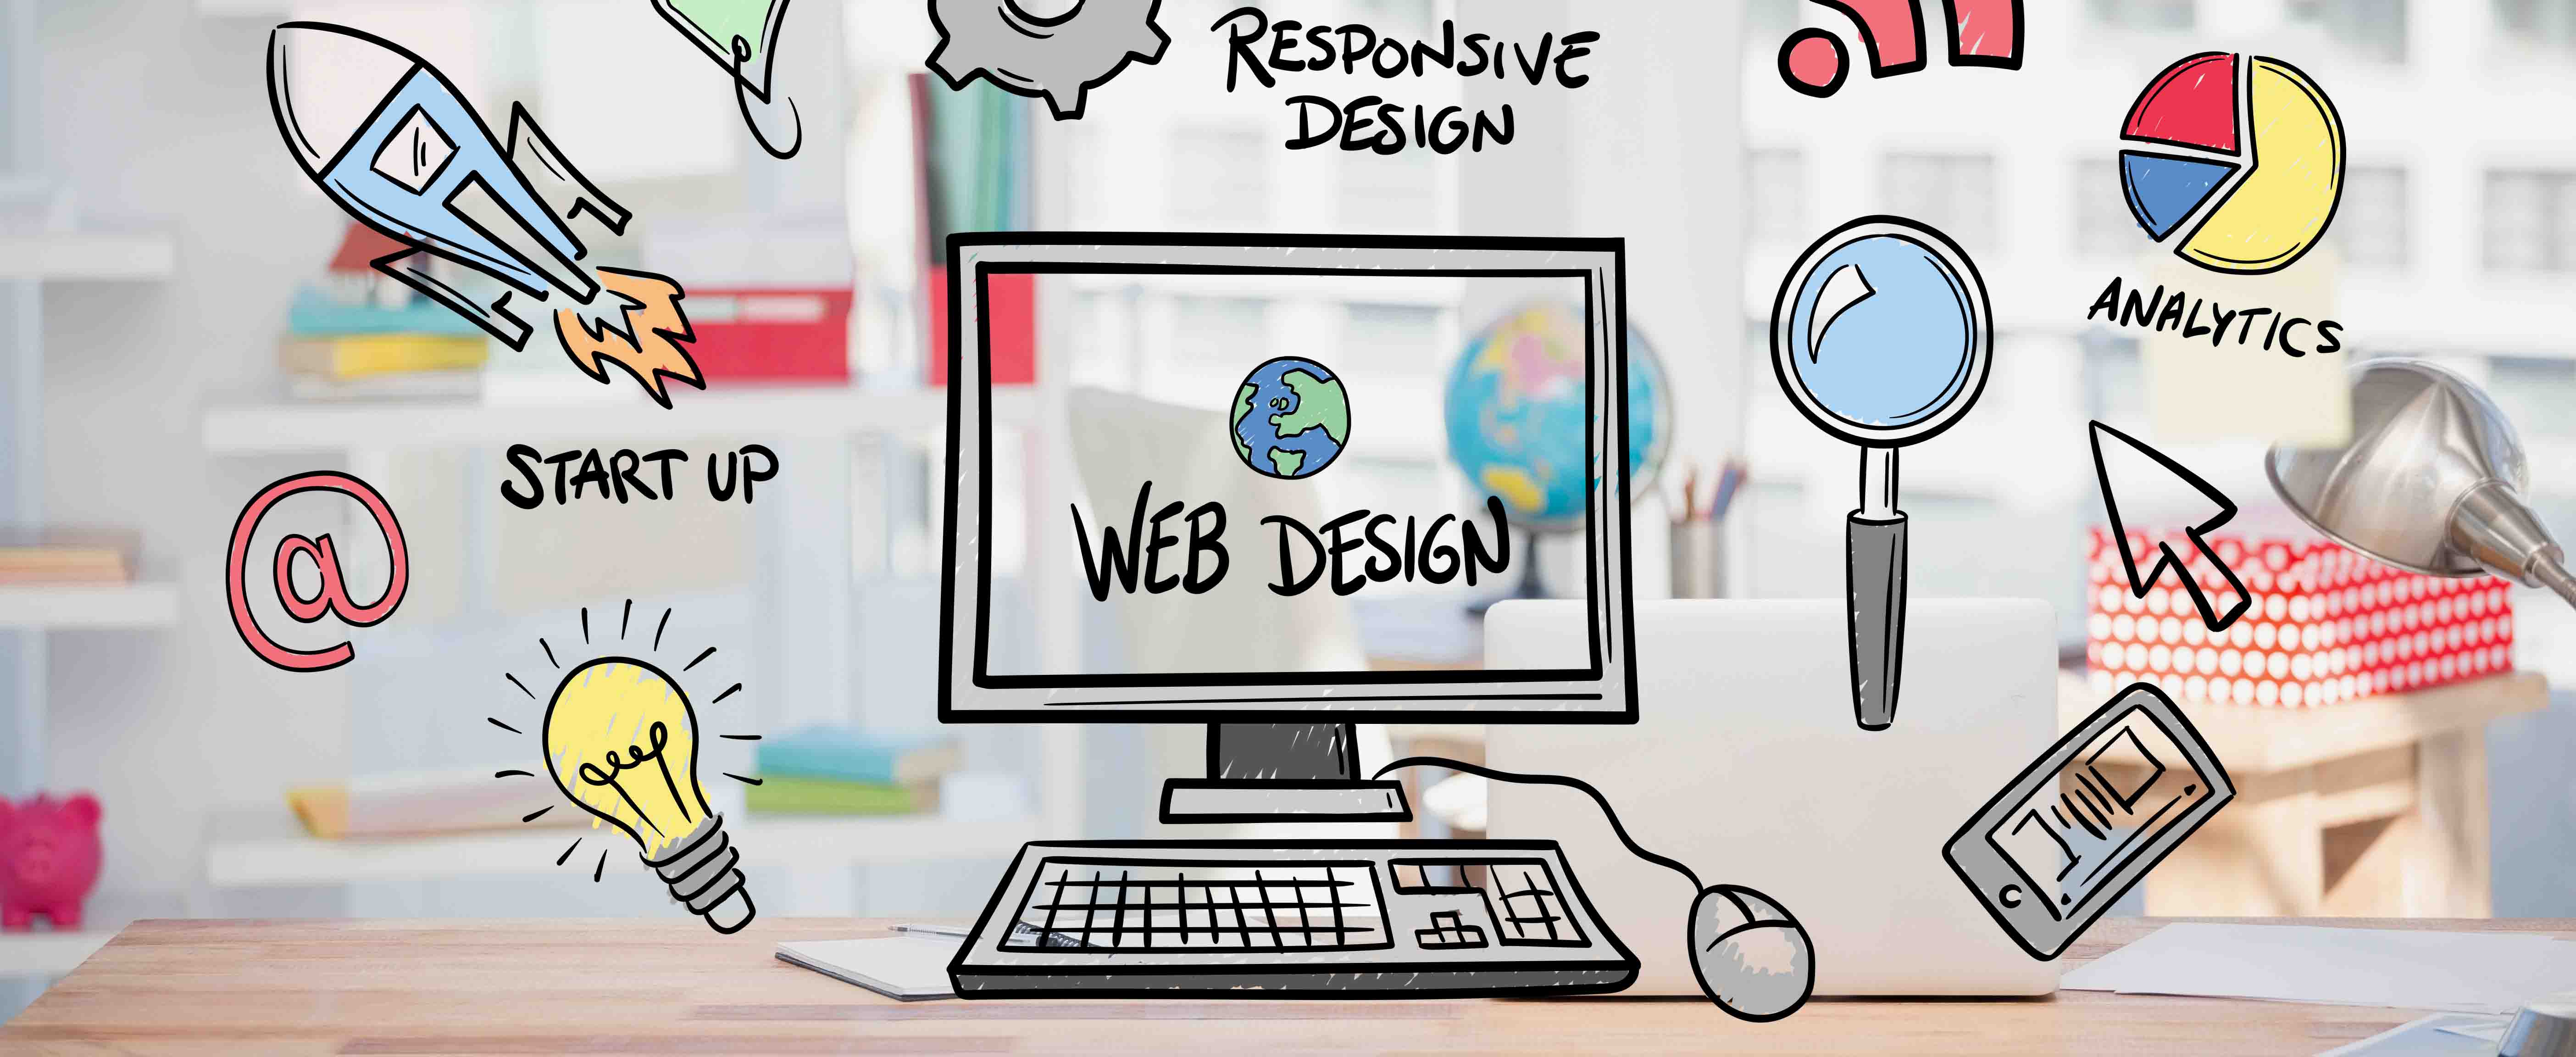 RESPONSIVE
DESIGN
ANALYTICS
START UP
@
WEB DESIGN